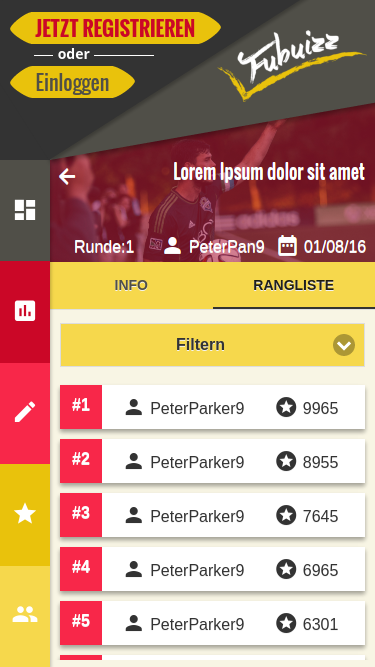 JETZT REGISTRIEREN
oder
Einloggen
Fubuizz
Lorem Ipsum dolor sit amet
Runde:1 PeterPan9 01/08/16
INFO RANGLISTE
Filtern
#1 PeterParker9 9965
#2 PeterParker9 8955
#3 PeterParker9 7645
#4 PeterParker9 6965
#5 PeterParker9 6301